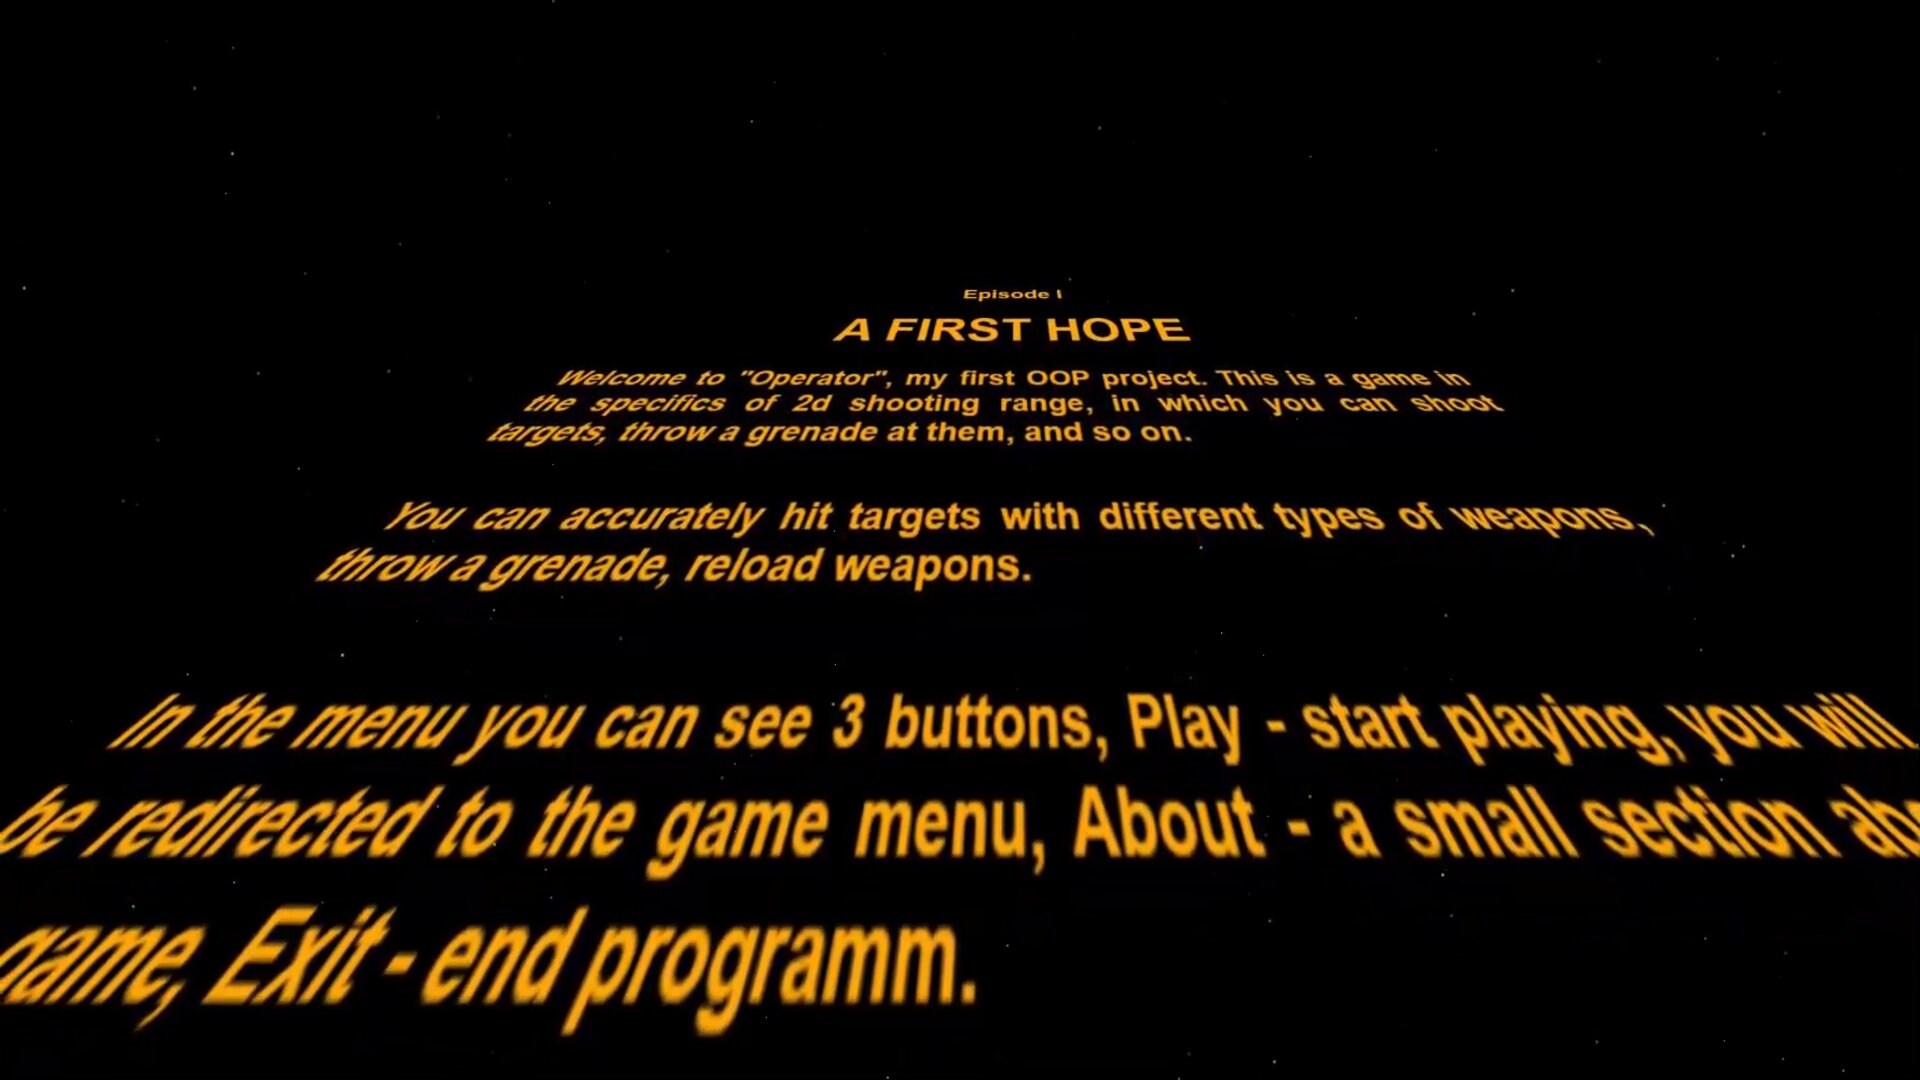 Episode I
A FIRST HOPE
Welcome to "Operator", my first OOP project. This is a game in
the specifics of 2d shooting range, in which you can shoot
targets, throw a grenade at them, and so on.
You can accurately hit targets with different types of weapons,
throw a grenade, reload weapons.
In the menu you can see 3 buttons, Play - start playing, you will
be redirected to the game menu, About - a small section
game, Exit - end programm.